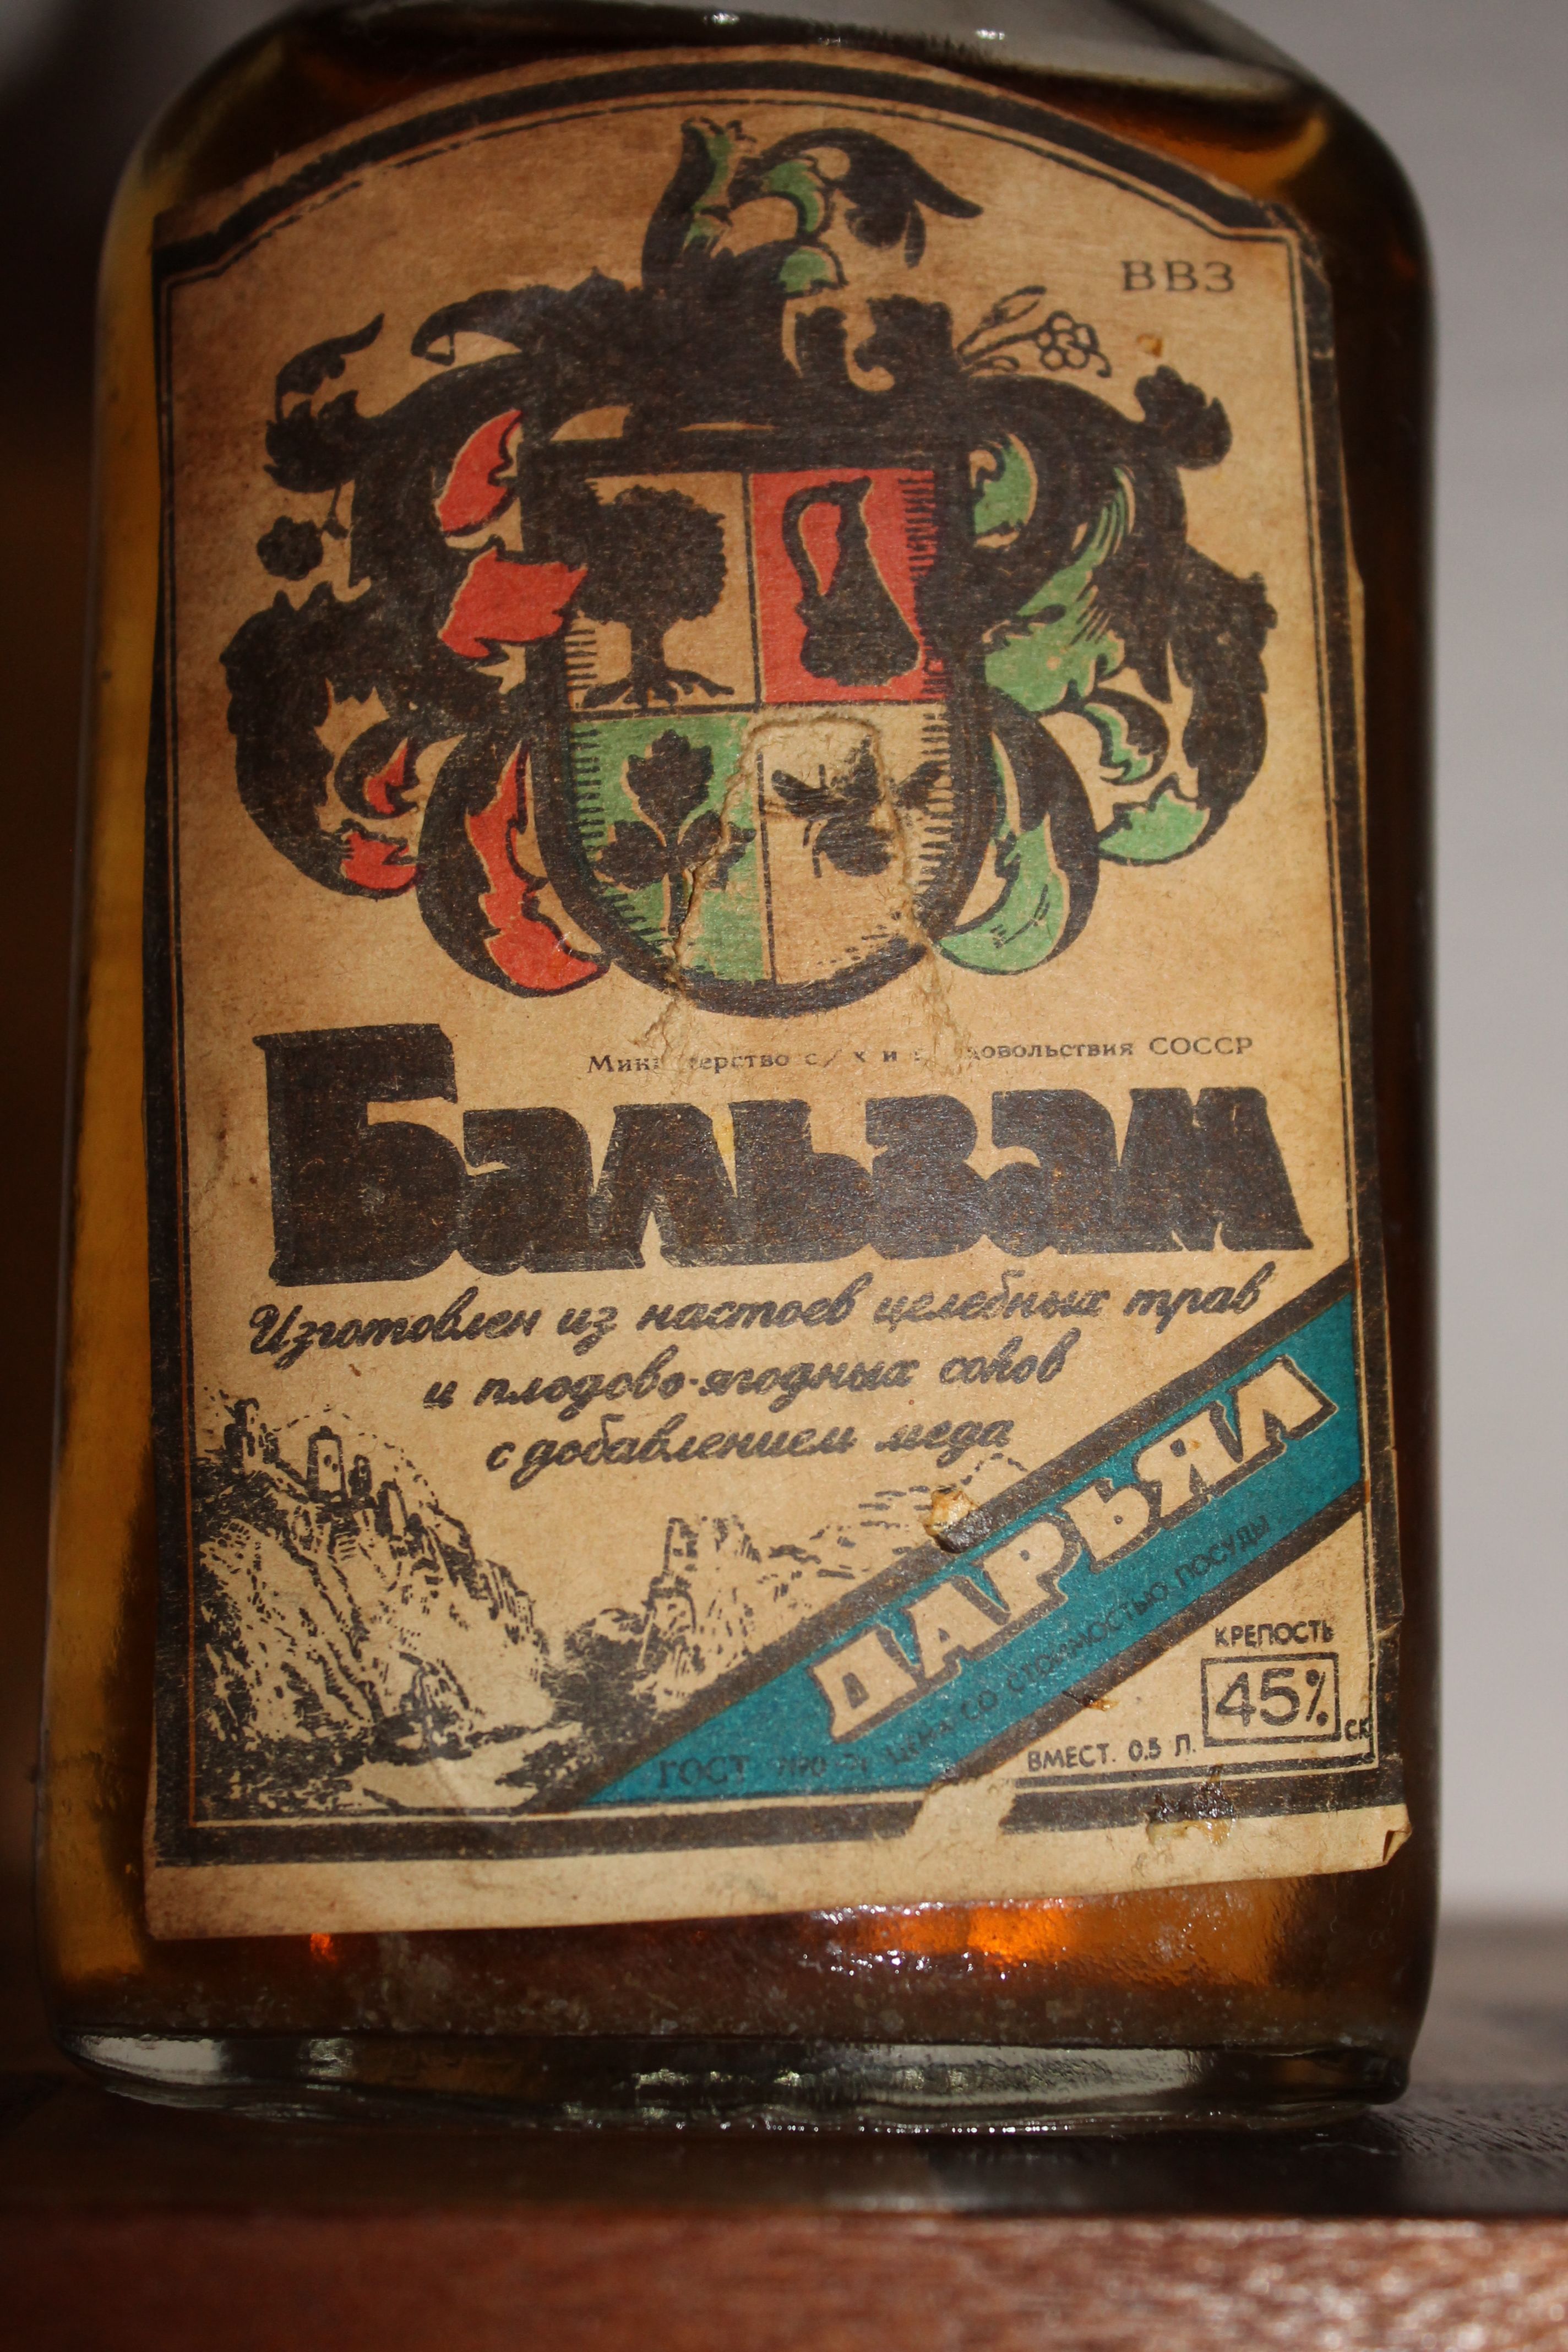 ВВЗ
с/х и СОССР
Бальзам
Изготовлен из настоев целебных трав
и плодово-ягодных соков
с добавлением меда
ДАРЬЯЛ
ГОСТ ЦЕНА СО СТОИМОСТЬЮ ПОСУДЫ
КРЕПОСТЬ
45%
ВМЕСТ. 0.5 Л.